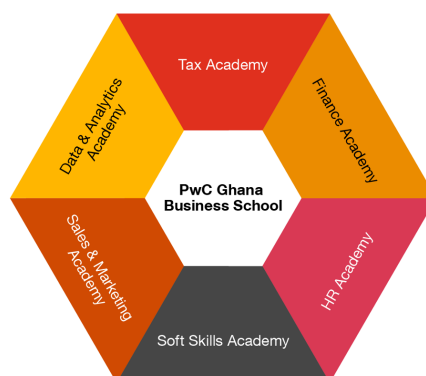 Tax Academy
Finance Academy
HR Academy
Soft Skills Academy
Sales & Marketing
Academy
Data & Analytics
Academy
PwC Ghana
Business School